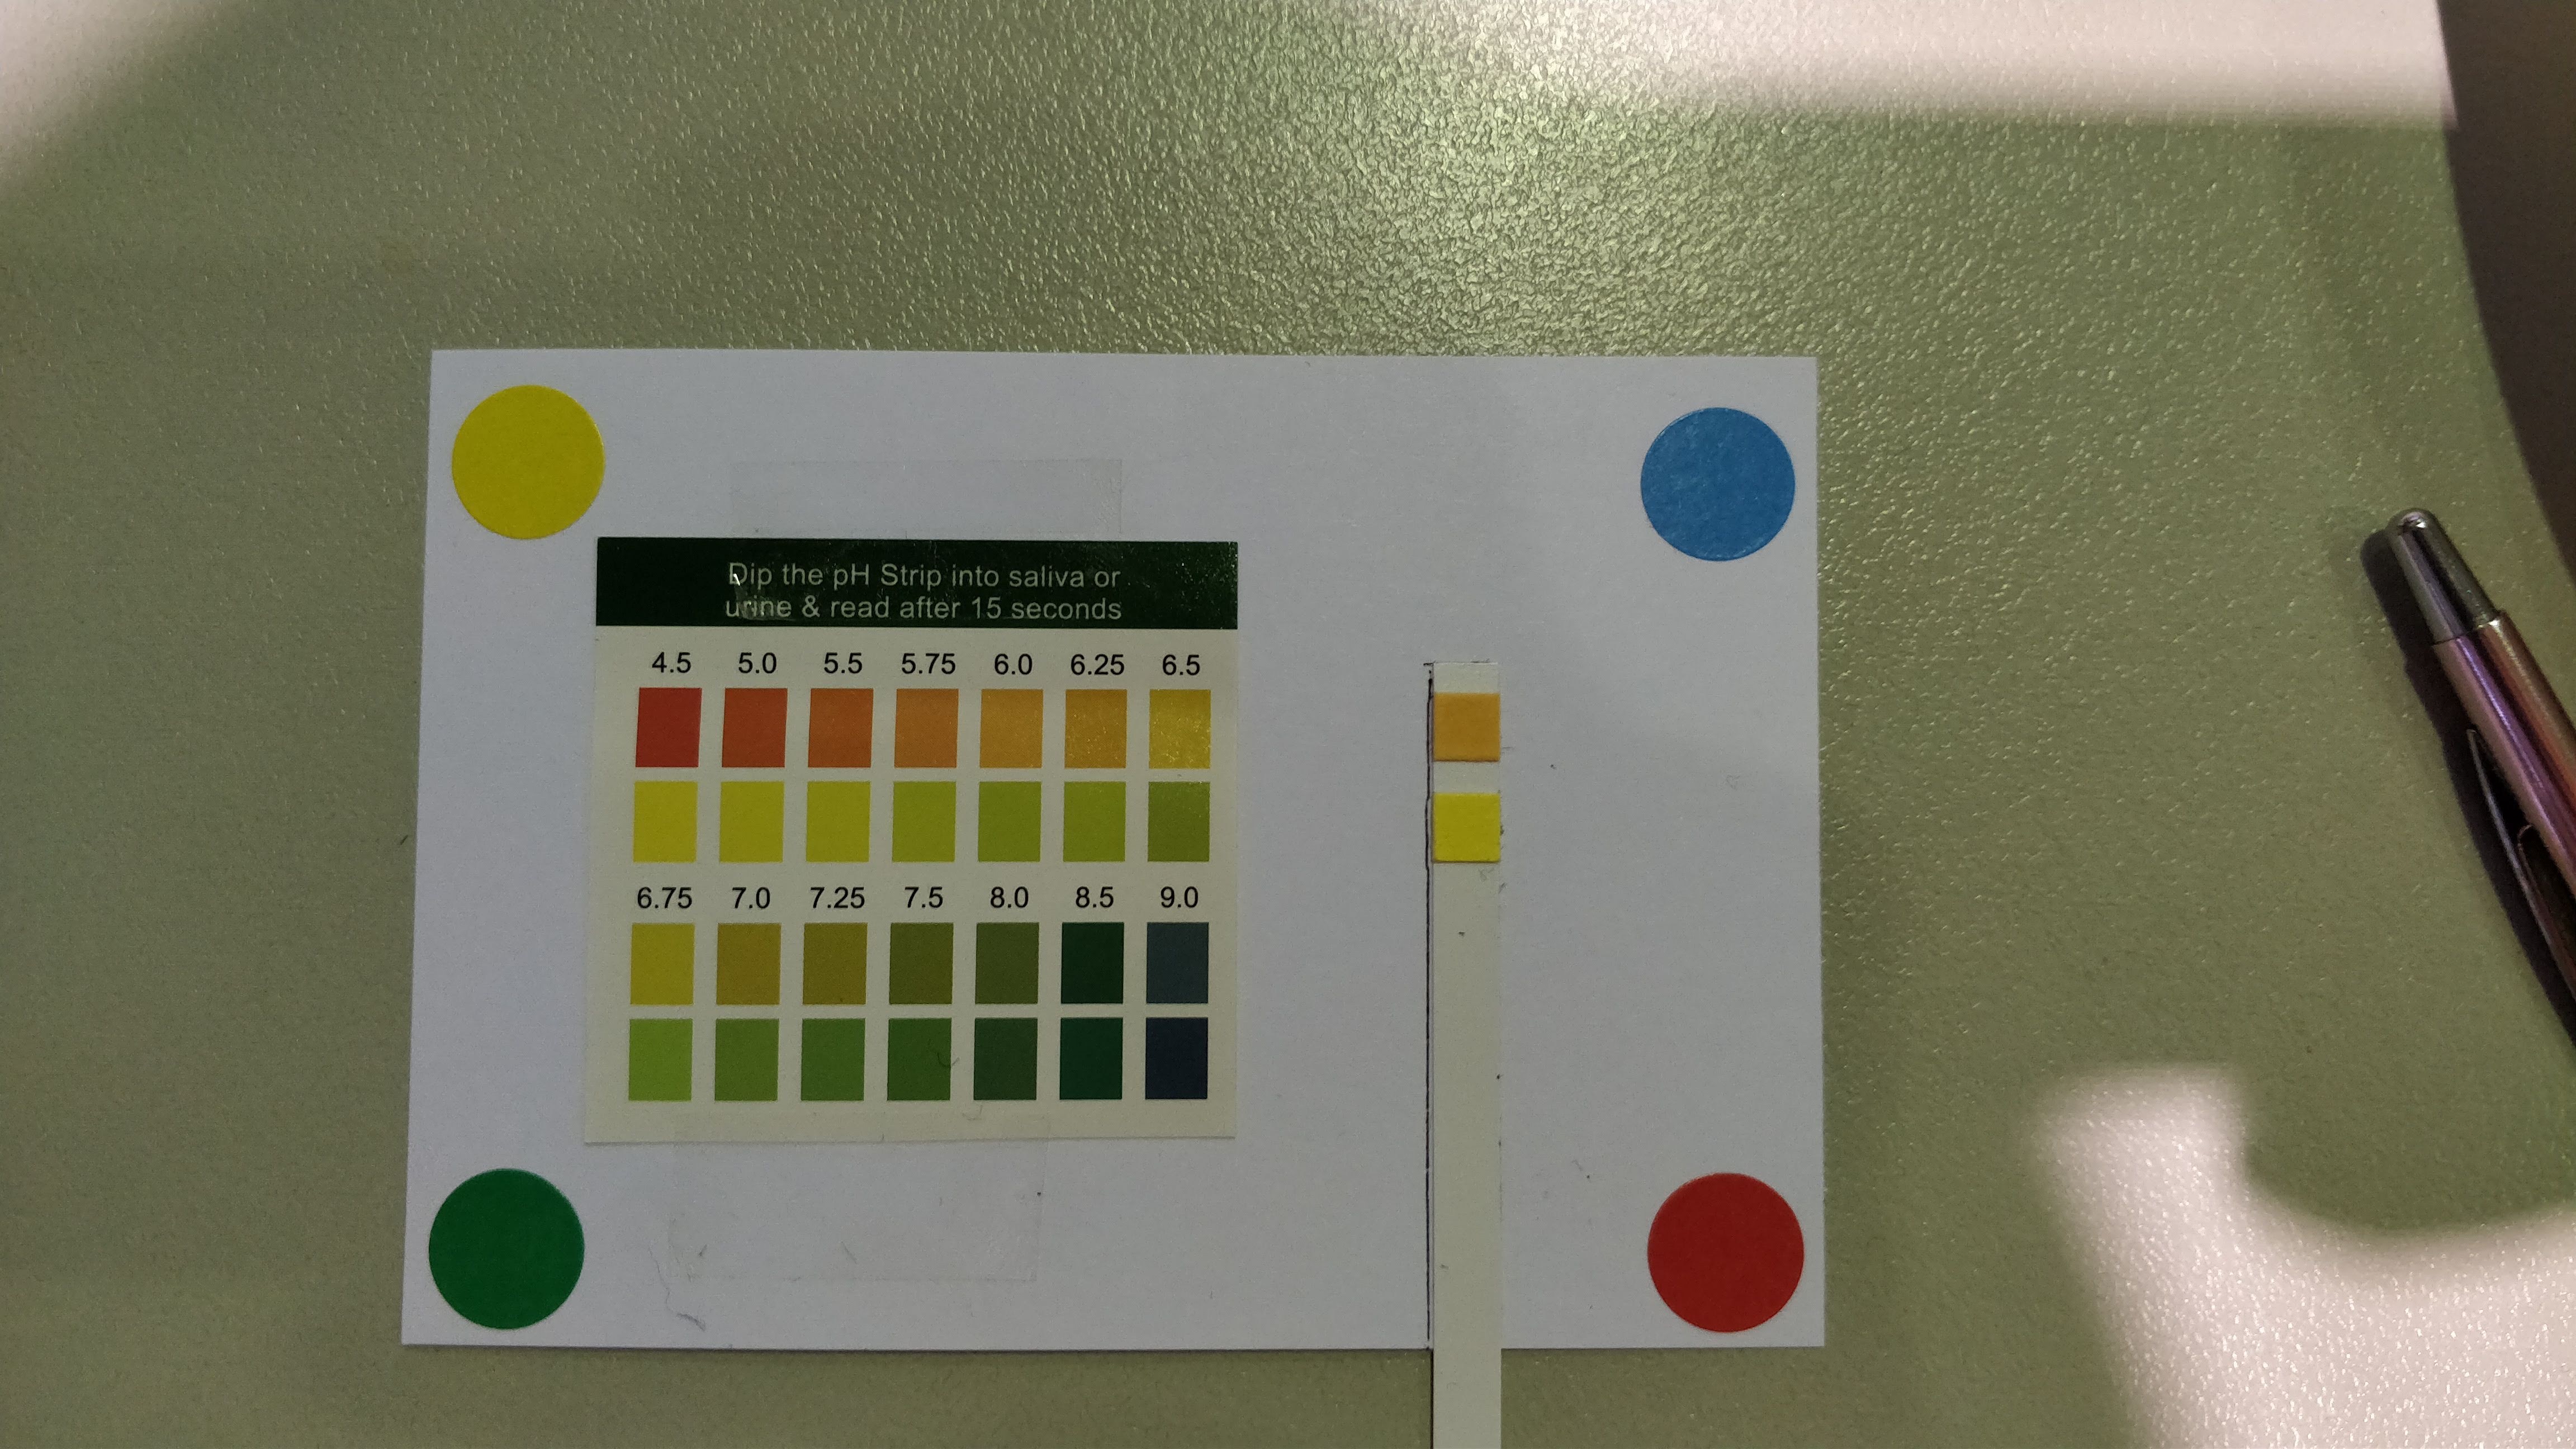 Dip the pH Strip into saliva or
urine & read after 15 seconds
4.5 5.0 5.5 5.75 6.0 6.25 6.5
6.75 7.0 7.25 7.5 8.0 8.5 9.0